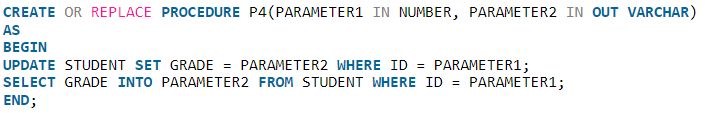 CREATE OR REPLACE PROCEDURE P4(PARAMETER1 IN NUMBER, PARAMETER2 IN OUT VARCHAR)
AS
BEGIN
UPDATE STUDENT SET GRADE = PARAMETER2 WHERE ID = PARAMETER1;
SELECT GRADE INTO PARAMETER2 FROM STUDENT WHERE ID = PARAMETER1;
END;